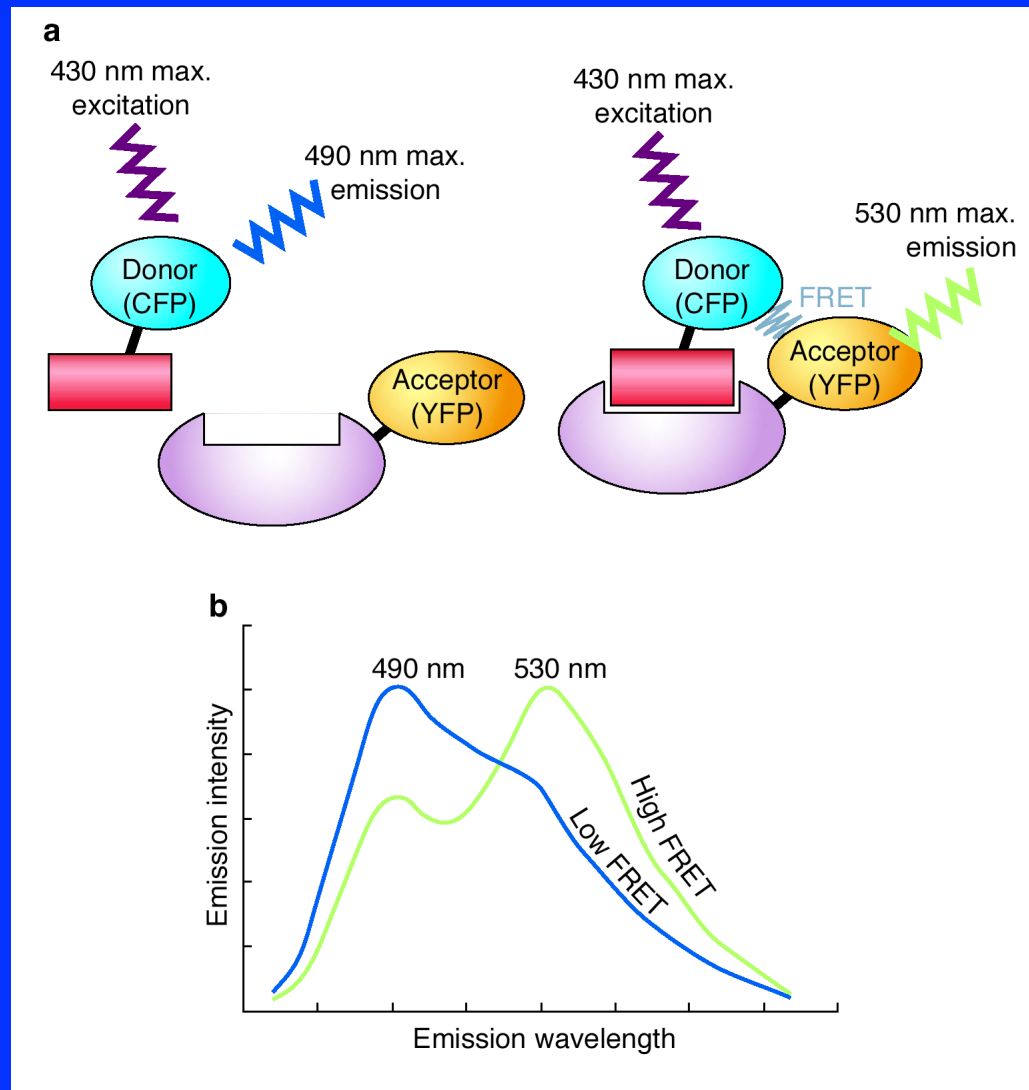 a
430 nm max.
excitation
490 nm max.
emission
Donor
(CFP)
Acceptor
(YFP)
430 nm max.
excitation
530 nm max.
emission
Donor
(CFP)
FRET
Acceptor
(YFP)
b
490 nm
530 nm
Emission intensity
Low FRET
High FRET
Emission wavelength